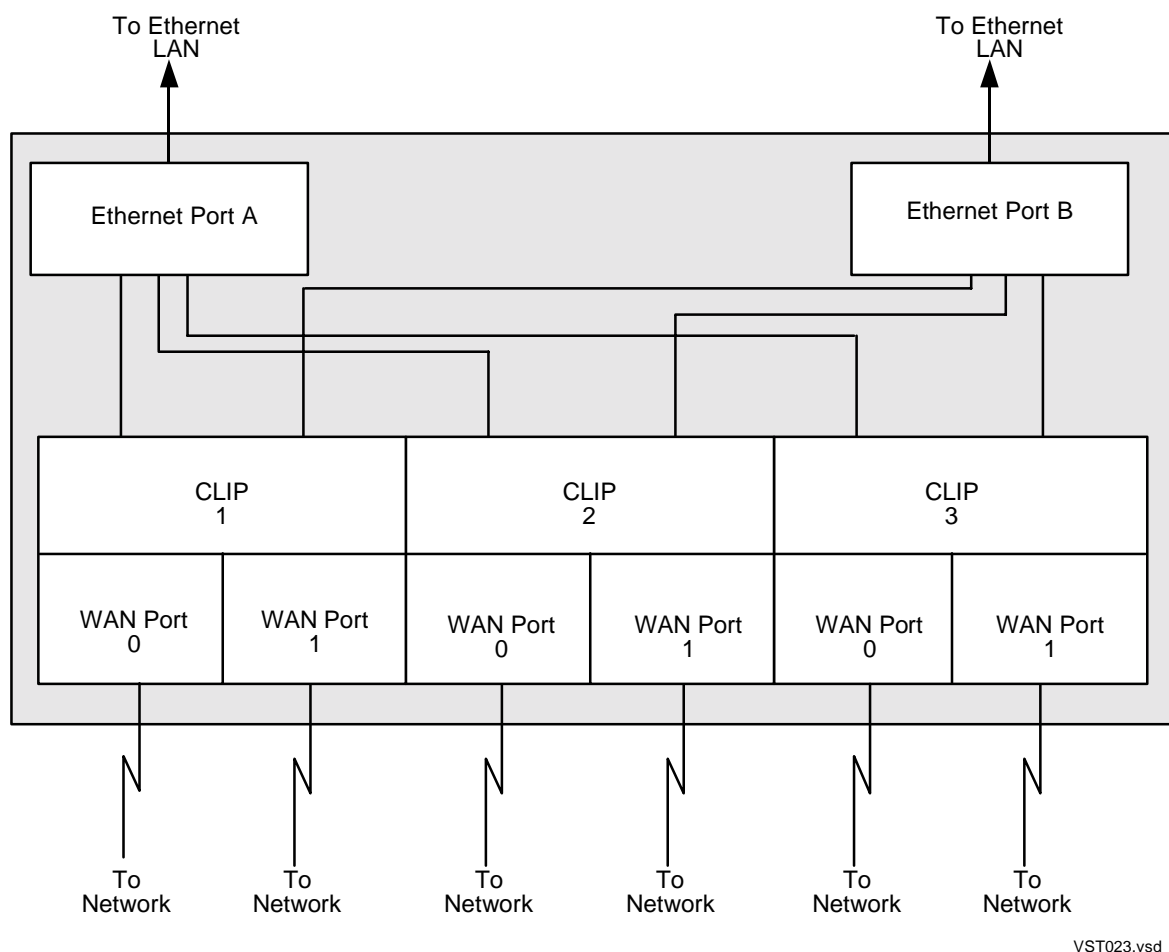 To Ethernet
LAN
To Ethernet
LAN
Ethernet Port A
Ethernet Port B
CLIP
1
CLIP
2
CLIP
3
WAN Port
0
WAN Port
1
WAN Port
0
WAN Port
1
WAN Port
0
WAN Port
1
To
Network
To
Network
To
Network
To
Network
To
Network
To
Network
VST023.vsd